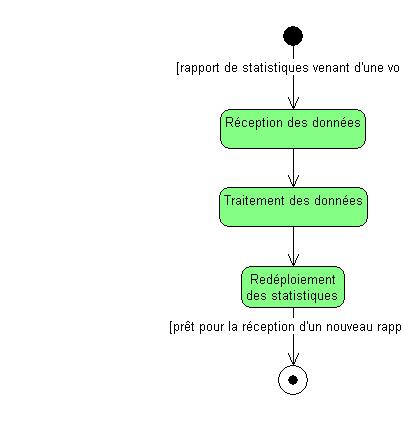 [rapport de statistiques venant d'une vo
Réception des données
Traitement des données
Redéploiement
des statistiques
[prêt pour la réception d'un nouveau rapp